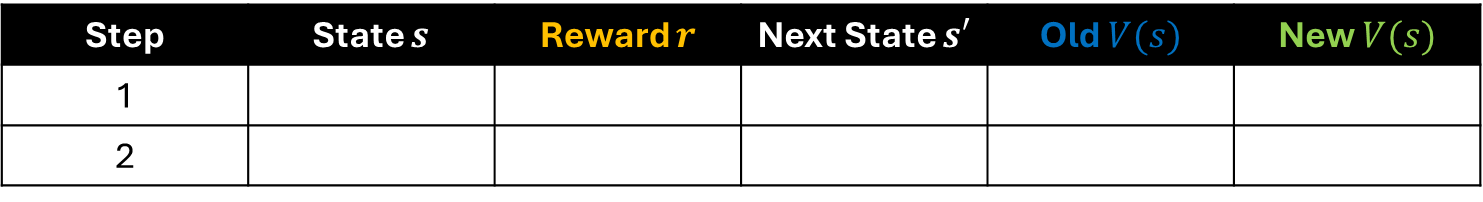 Step State s Reward r Next State s′ Old V(s) New V(s)
1
2